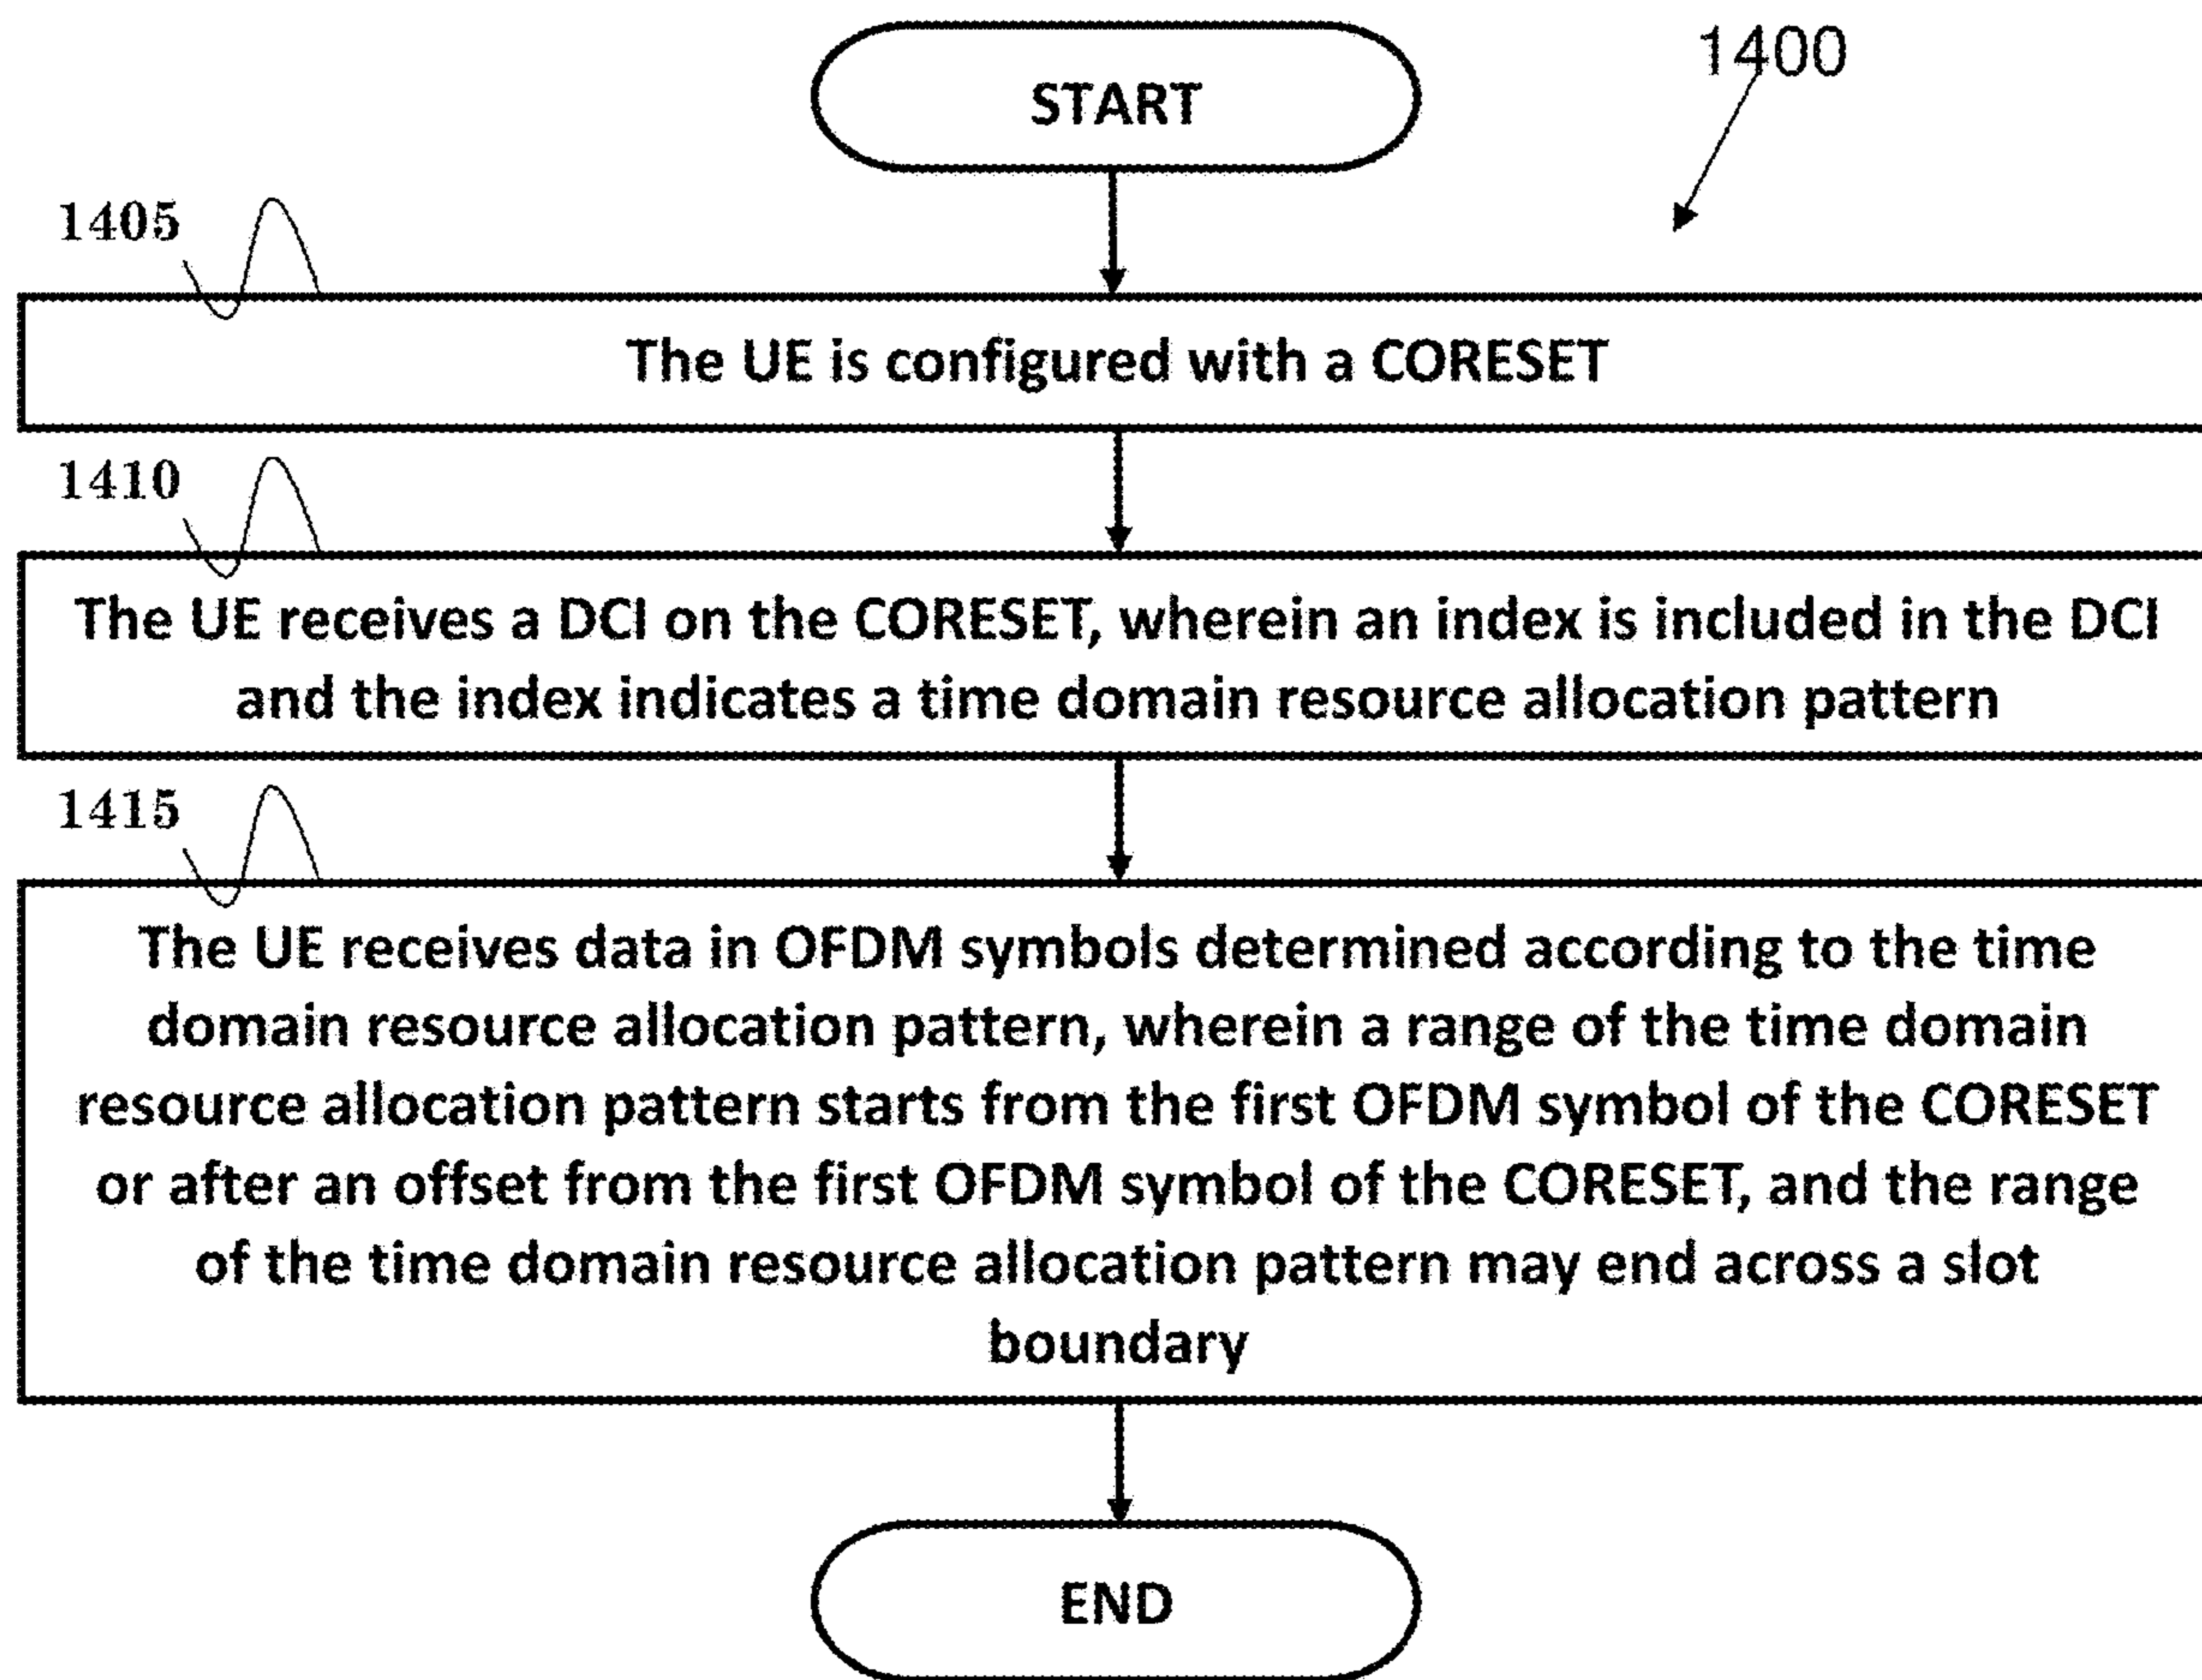 START
1400
1405
The UE is configured with a CORESET
1410
The UE receives a DCI on the CORESET, wherein an index is included in the DCI
and the index indicates a time domain resource allocation pattern
1415
The UE receives data in OFDM symbols determined according to the time
domain resource allocation pattern, wherein a range of the time domain
resource allocation pattern starts from the first OFDM symbol of the CORESET
or after an offset from the first OFDM symbol of the CORESET, and the range
of the time domain resource allocation pattern may end across a slot
boundary
END